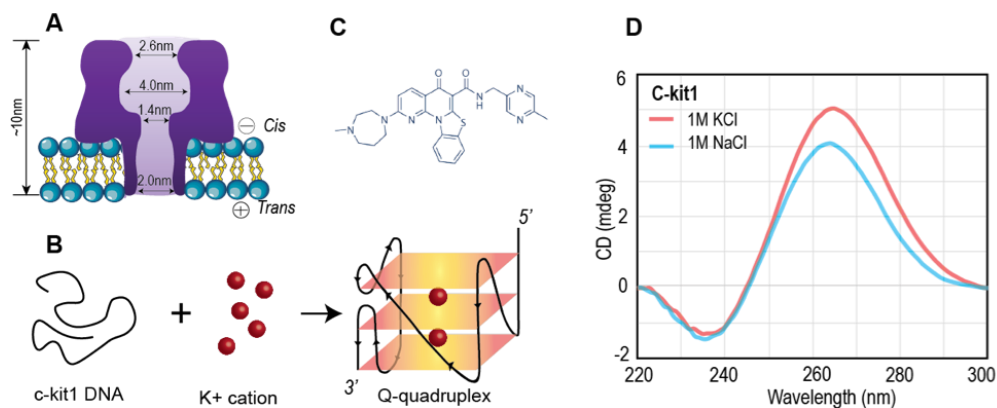 A
2.6nm
4.0nm
1.4nm
2.0nm
~10nm
Cis
Trans
B
c-kit1 DNA
+
K+ cation
5'
3'
Q-quadruplex
C
O
O
N
N
H
N
N
N
N
N
N
S
D
C-kit1
1M KCl
1M NaCl
CD (mdeg)
6
4
2
0
-2
220
240
260
280
300
Wavelength (nm)